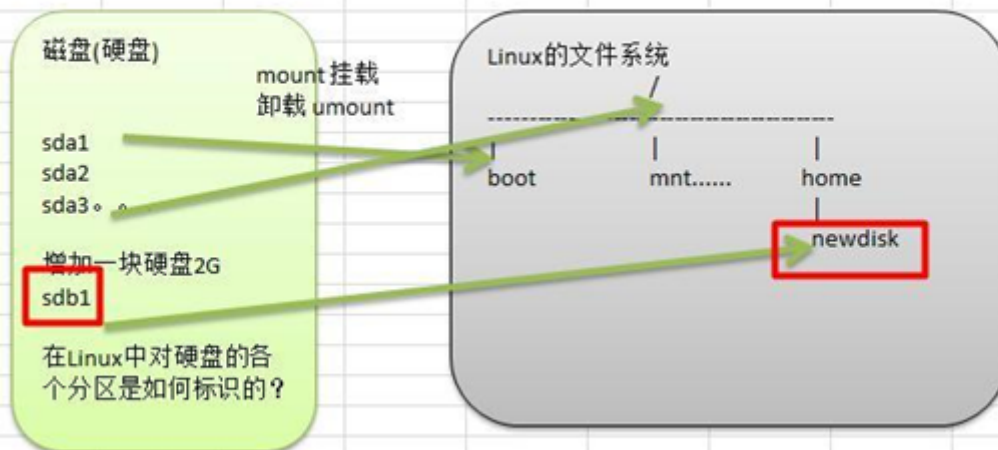 磁盘(硬盘)
mount 挂载
卸载 umount
sda1
sda2
sda3。。
增加一块硬盘2G
sdb1
在Linux中对硬盘的各
个分区是如何标识的？
Linux的文件系统
/
------------------------------------------
| | |
boot mnt...... home
|
newdisk